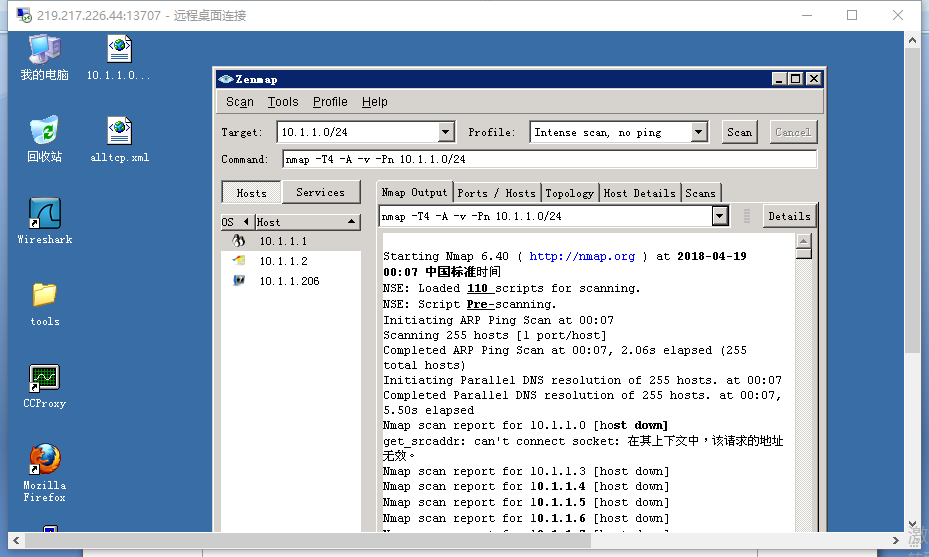 219.217.226.44:13707 - 远程桌面连接
我的电脑
10.1.1.0...
回收站
alltcp.xml
Wireshark
tools
CCProxy
Mozilla
Firefox
Zenmap
Scan Tools Profile Help
Target: 10.1.1.0/24 Profile: Intense scan, no ping Scan Cancel
Command: nmap -T4 -A -v -Pn 10.1.1.0/24
Hosts Services
Nmap Output Ports / Hosts Topology Host Details Scans
OS Host
10.1.1.1
10.1.1.2
10.1.1.206
nmap -T4 -A -v -Pn 10.1.1.0/24 Details
Starting Nmap 6.40 ( http://nmap.org ) at 2018-04-19
00:07 中国标准时间
NSE: Loaded 110 scripts for scanning.
NSE: Script Pre-scanning.
Initiating ARP Ping Scan at 00:07
Scanning 255 hosts [1 port/host]
Completed ARP Ping Scan at 00:07, 2.06s elapsed (255
total hosts)
Initiating Parallel DNS resolution of 255 hosts. at 00:07
Completed Parallel DNS resolution of 255 hosts. at 00:07,
5.50s elapsed
Nmap scan report for 10.1.1.0 [host down]
get_srcaddr: can't connect socket: 在其上下文中，该请求的地址
无效。
Nmap scan report for 10.1.1.3 [host down]
Nmap scan report for 10.1.1.4 [host down]
Nmap scan report for 10.1.1.5 [host down]
Nmap scan report for 10.1.1.6 [host down]
激